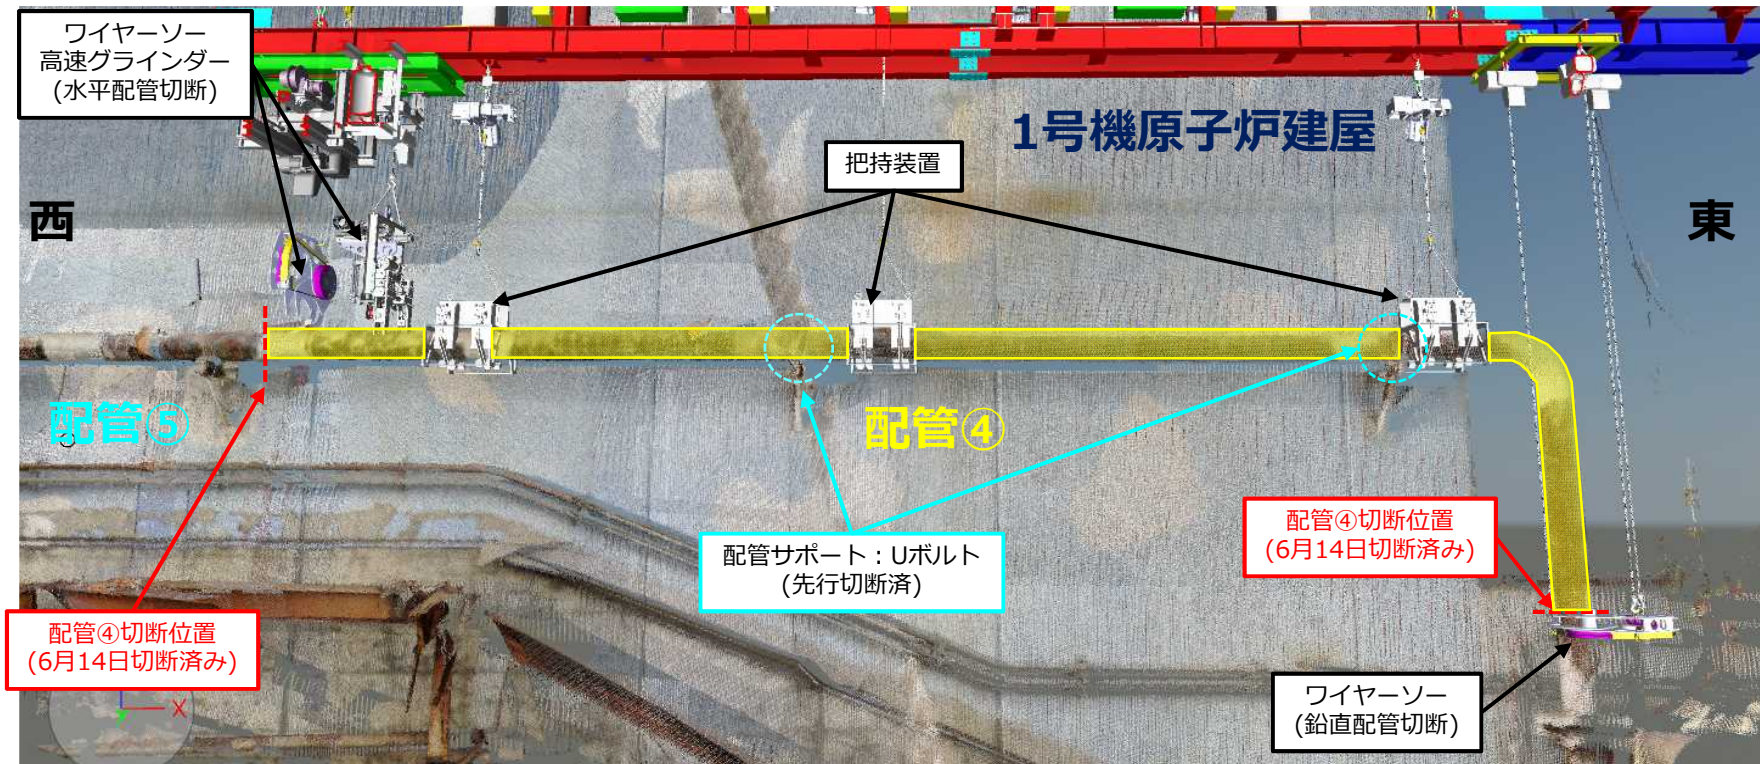 ワイヤーソー
高速グラインダー
(水平配管切断)
1号機原子炉建屋
把持装置
西
東
配管⑤
配管④
配管サポート：Uボルト
(先行切断済)
配管④切断位置
(6月14日切断済み)
配管④切断位置
(6月14日切断済み)
ワイヤーソー
(鉛直配管切断)
X
Y